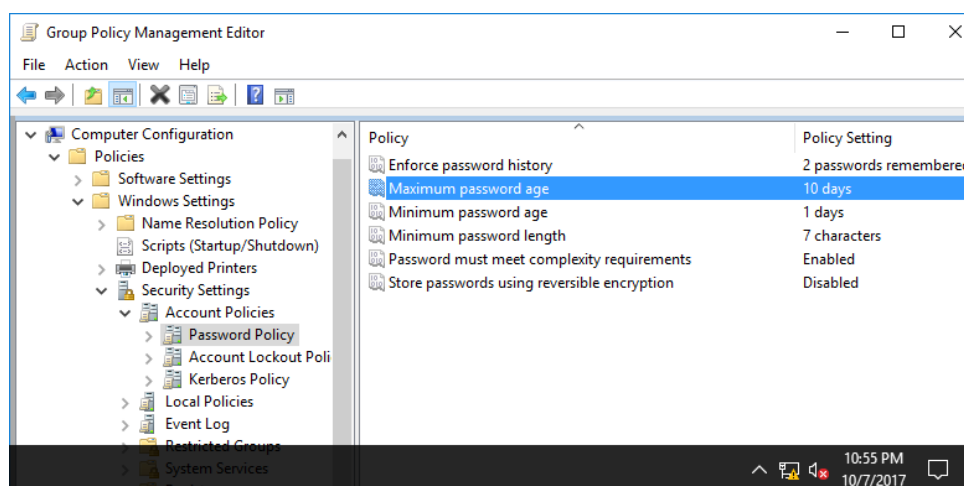 Group Policy Management Editor
File Action View Help
Computer Configuration
Policies
Software Settings
Windows Settings
Name Resolution Policy
Scripts (Startup/Shutdown)
Deployed Printers
Security Settings
Account Policies
Password Policy
Account Lockout Poli
Kerberos Policy
Local Policies
Event Log
Restricted Groups
System Services
Policy Policy Setting
Enforce password history 2 passwords remembered
Maximum password age 10 days
Minimum password age 1 days
Minimum password length 7 characters
Password must meet complexity requirements Enabled
Store passwords using reversible encryption Disabled
10:55 PM
10/7/2017